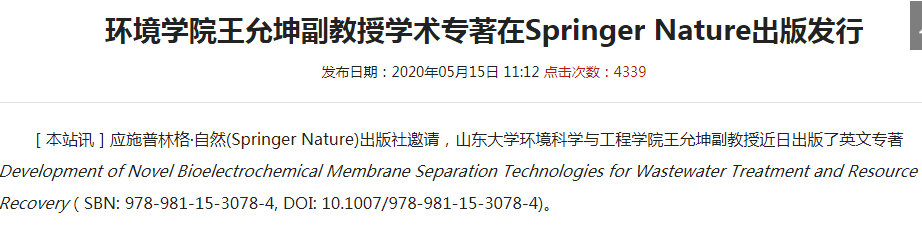 环境学院王允坤副教授学术专著在Springer Nature出版发行
发布日期：2020年05月15日 11:12 点击次数：4339
[ 本站讯 ] 应施普林格·自然(Springer Nature)出版社邀请，山东大学环境科学与工程学院王允坤副教授近日出版了英文专著
Development of Novel Bioelectrochemical Membrane Separation Technologies for Wastewater Treatment and Resource
Recovery ( SBN: 978-981-15-3078-4, DOI: 10.1007/978-981-15-3078-4)。